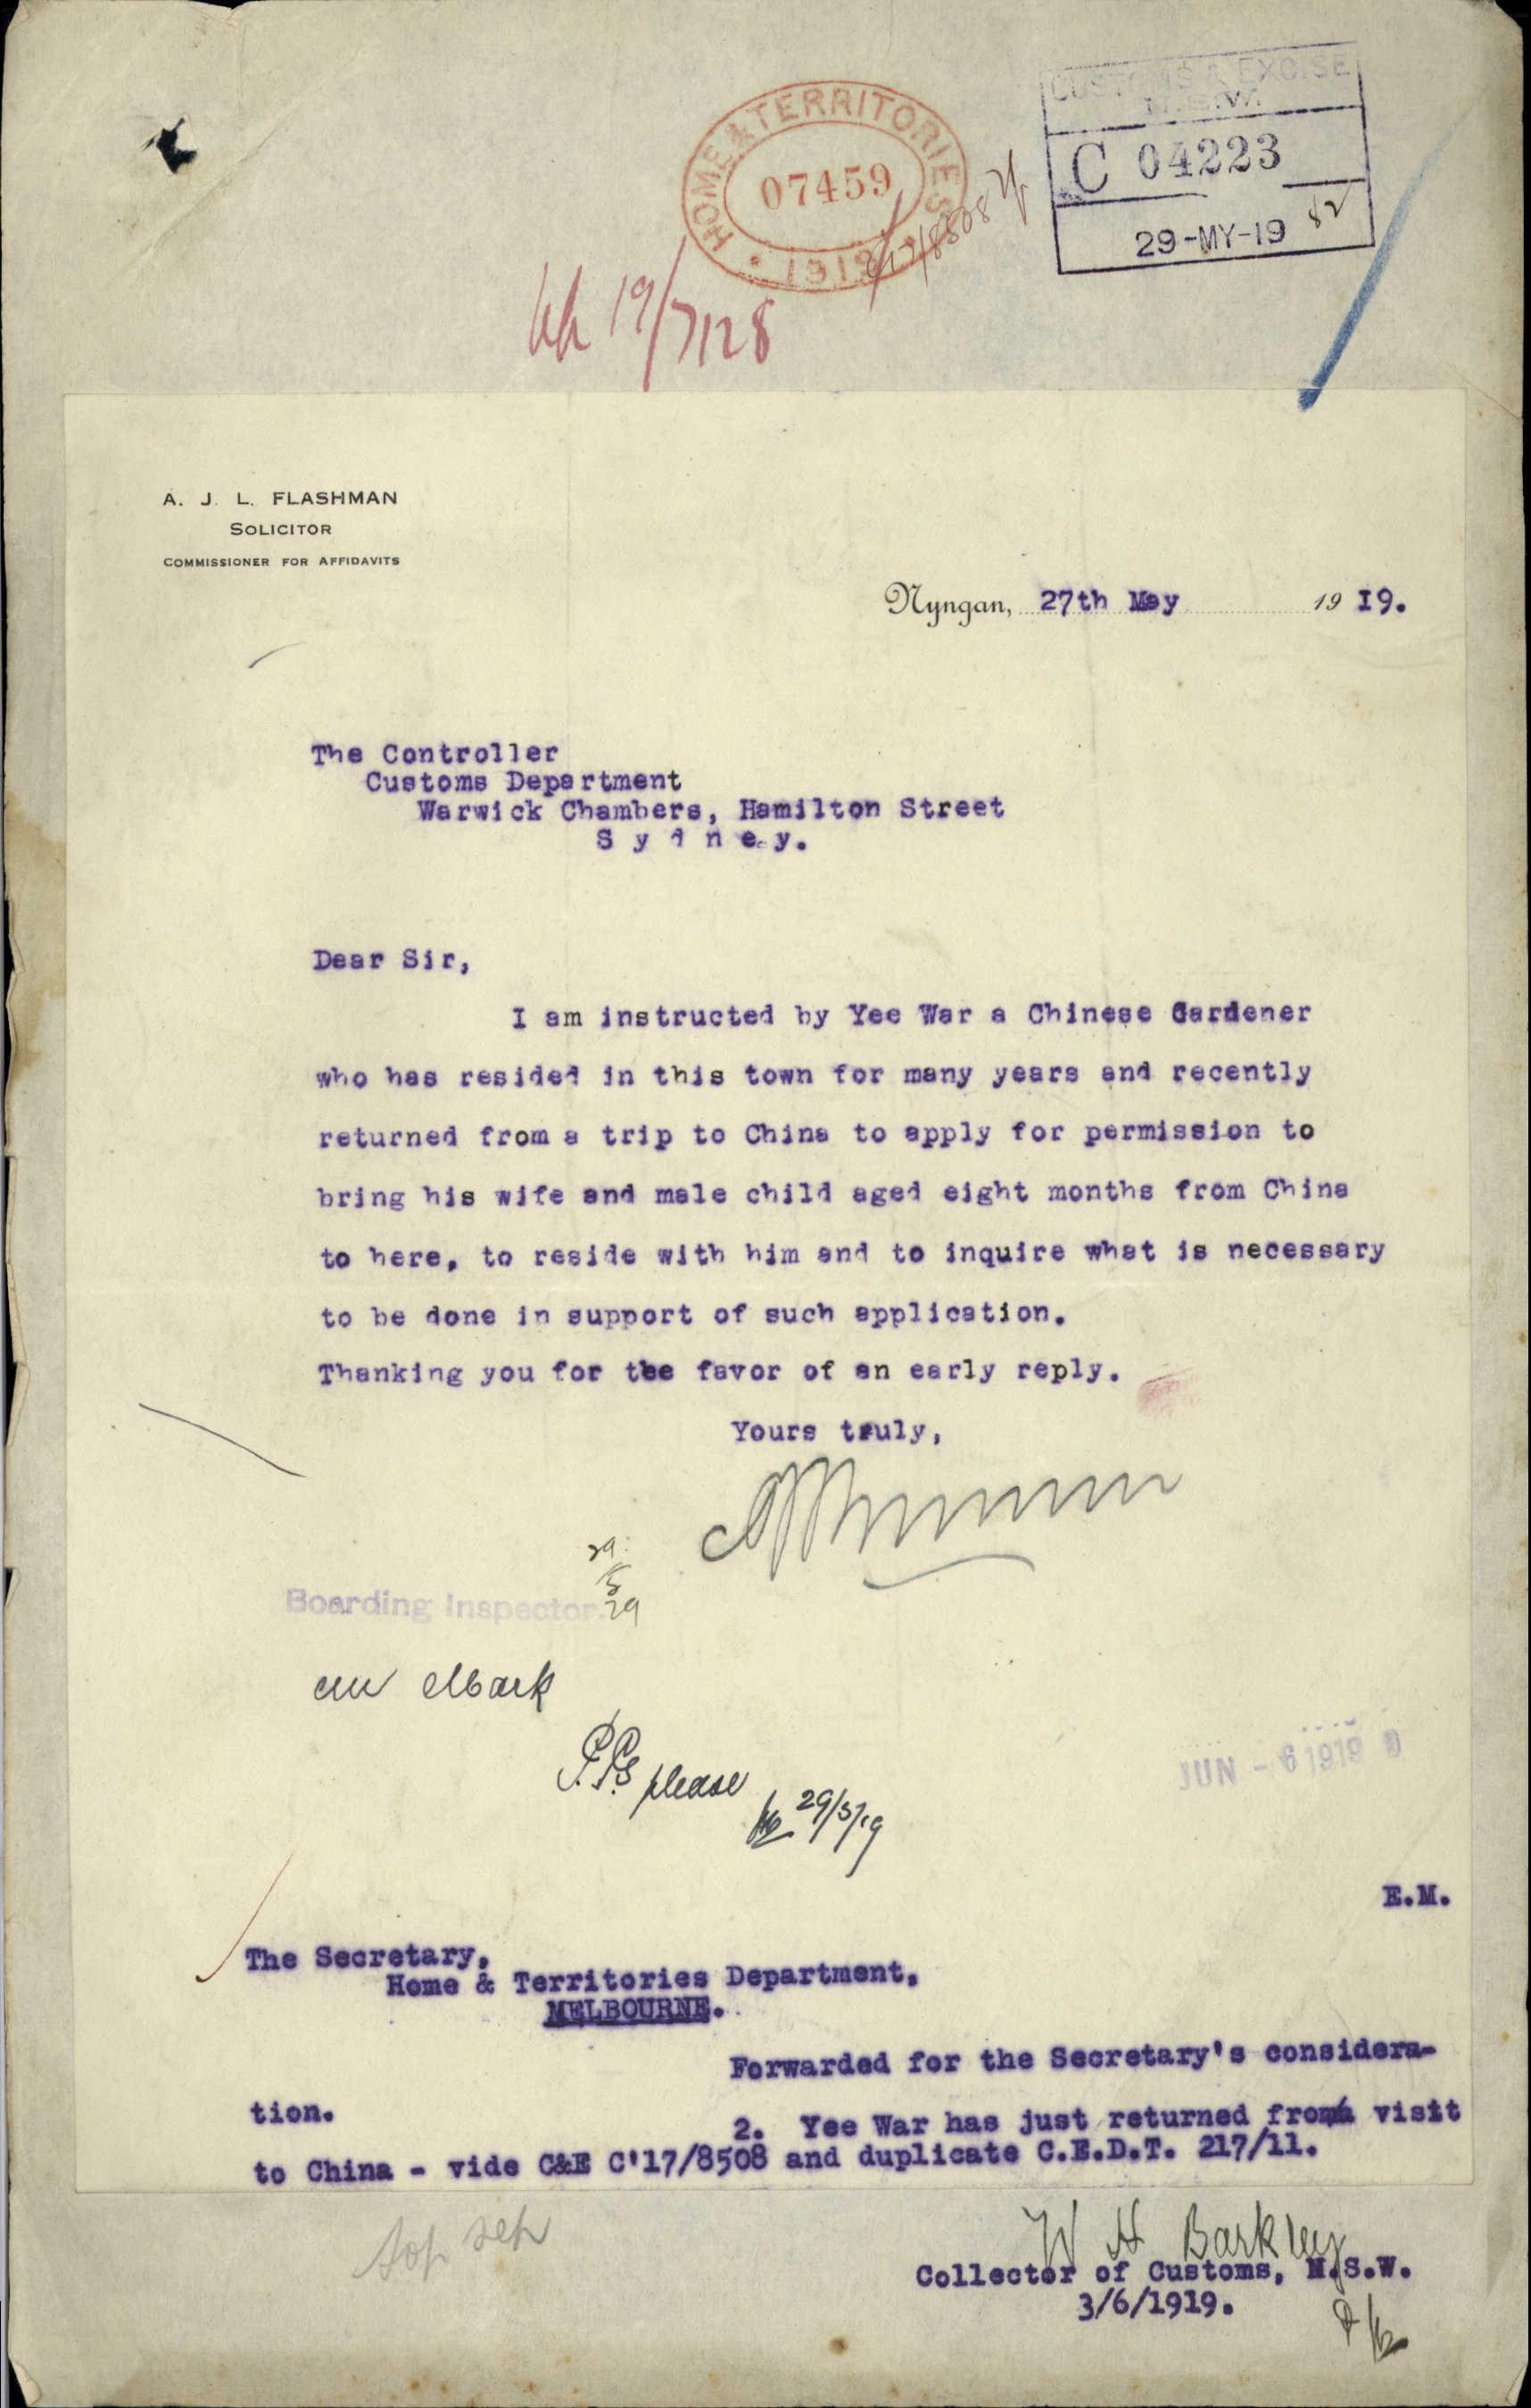 HOME & TERRITORIES
07459
1919
CUSTOMS & EXCISE
N.S.W.
C 04223
29-MY-19
17/8508
19/7128
A. J. L. FLASHMAN
SOLICITOR
COMMISSIONER FOR AFFIDAVITS
Nyngan, 27th May 19 I9.
The Controller
Customs Department
Warwick Chambers, Hamilton Street
S y d n e y.
Dear Sir,
I am instructed by Yee War a Chinese Gardener
who has resided in this town for many years and recently
returned from a trip to China to apply for permission to
bring his wife and male child aged eight months from China
to here, to reside with him and to inquire what is necessary
to be done in support of such application.
Thanking you for the favor of an early reply.
Yours truly,
Boarding Inspector
P.Ps please
29/5/19
JUN - 6 1919
E.M.
The Secretary,
Home & Territories Department,
MELBOURNE.
Forwarded for the Secretary's considera-
tion.
2. Yee War has just returned from a visit
to China - vide C&E C'17/8508 and duplicate C.E.D.T. 217/11.
W H Barkley
Collector of Customs, N.S.W.
3/6/1919.